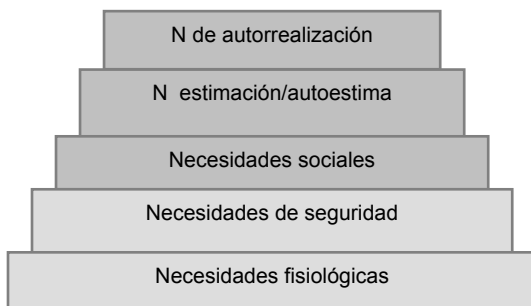 N de autorrealización
N estimación/autoestima
Necesidades sociales
Necesidades de seguridad
Necesidades fisiológicas